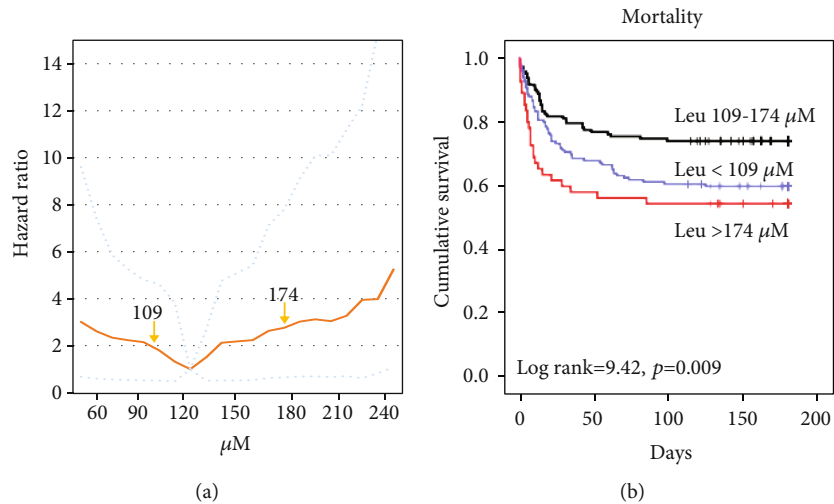 14
12
10
8
6
4
2
0
Hazard ratio
109
174
60 90 120 150 180 210 240
μM
(a)
Mortality
1.0
0.8
0.6
0.4
0.2
0.0
Cumulative survival
Leu 109-174 μM
Leu < 109 μM
Leu >174 μM
Log rank=9.42, p=0.009
0 50 100 150 200
Days
(b)